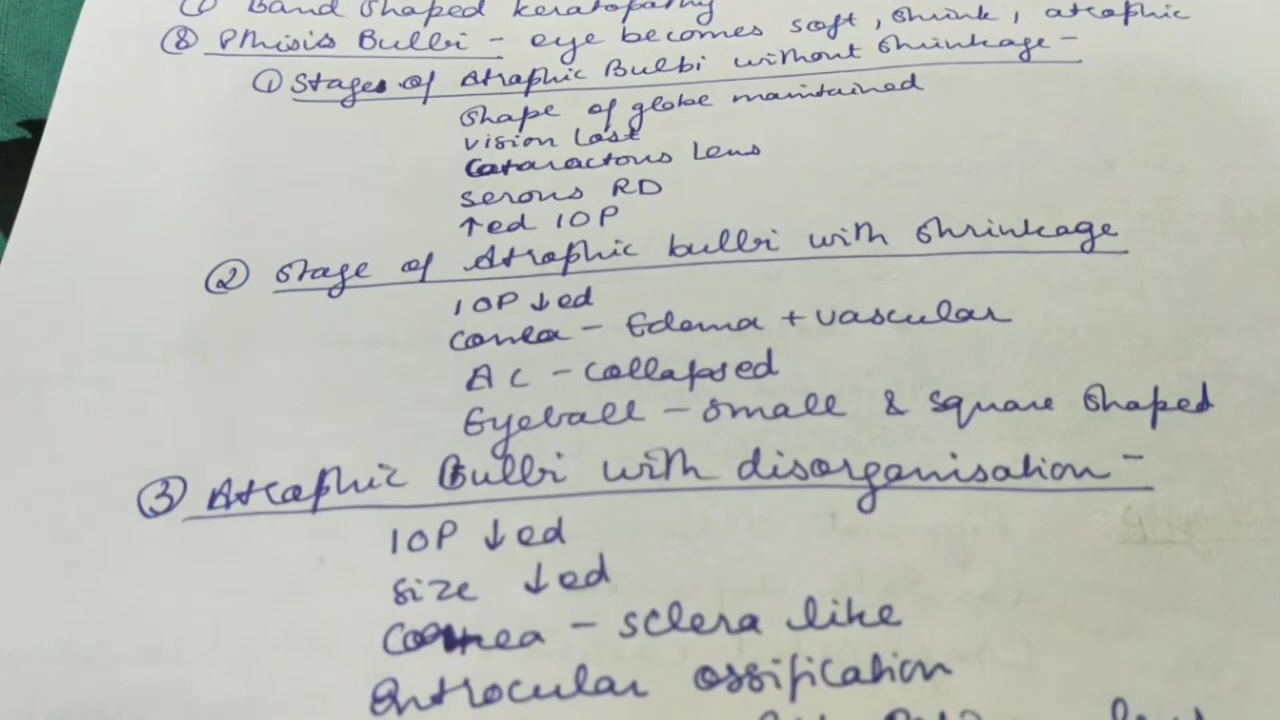 ① Band shaped keratopathy
⑧ Phisis Bulbi - eye becomes soft, shrink, atrophic
① Stages of Atrophic Bulbi without Shrinkage -
Shape of globe maintained
vision lost
Cataractous Lens
Serous RD
↑ed IOP
② Stage of Atrophic bulbi with Shrinkage
IOP ↓ed
Cornea - Edema + vascular
AC - collapsed
Eyeball - small & square shaped
③ Atrophic Bulbi with disorganisation -
IOP ↓ed
Size ↓ed
Cornea - sclera like
Introcular ossification